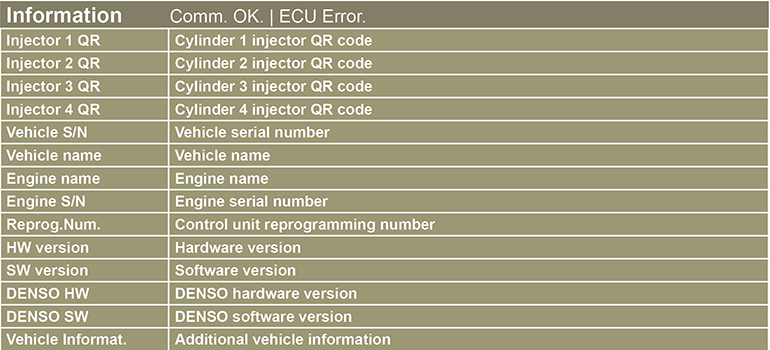 Information Comm. OK. | ECU Error.
Injector 1 QR Cylinder 1 injector QR code
Injector 2 QR Cylinder 2 injector QR code
Injector 3 QR Cylinder 3 injector QR code
Injector 4 QR Cylinder 4 injector QR code
Vehicle S/N Vehicle serial number
Vehicle name Vehicle name
Engine name Engine name
Engine S/N Engine serial number
Reprog.Num. Control unit reprogramming number
HW version Hardware version
SW version Software version
DENSO HW DENSO hardware version
DENSO SW DENSO software version
Vehicle Informat. Additional vehicle information